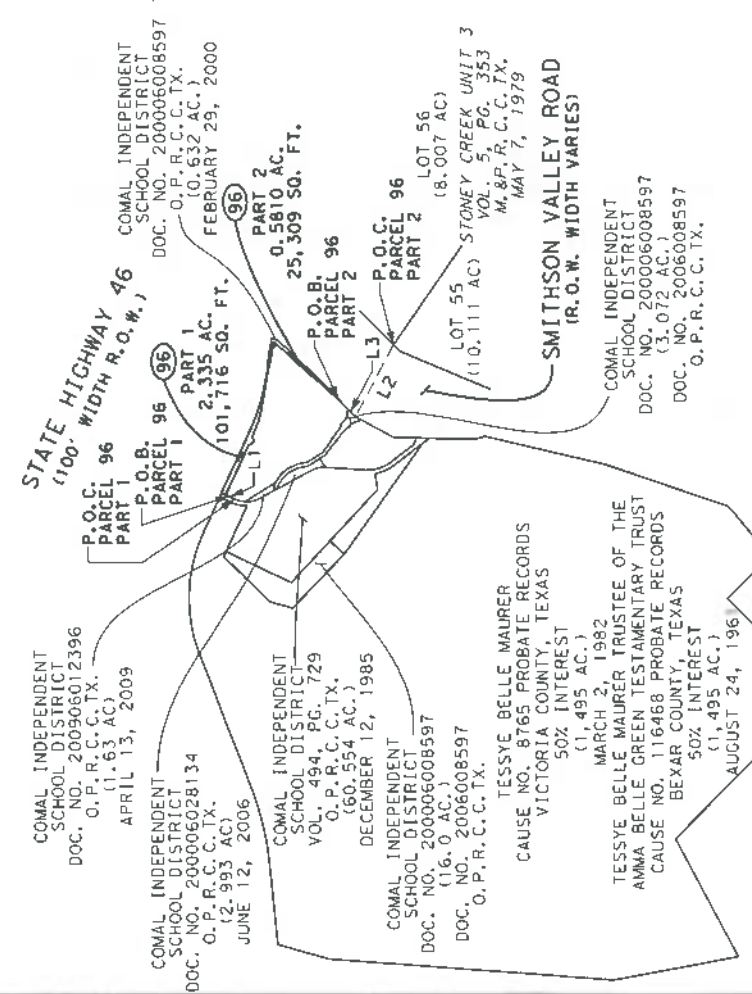 STATE HIGHWAY 46
(100' WIDTH R.O.W.)
COMAL INDEPENDENT
SCHOOL DISTRICT
DOC. NO. 200006008597
O.P.R.C.C.TX.
(0.632 AC.)
FEBRUARY 29, 2000
96
PART 2
0.5810 AC.
25,309 SQ. FT.
96
PART 1
2.335 AC.
101,716 SQ. FT.
P.O.C.
PARCEL 96
PART 1
P.O.B.
PARCEL 96
PART 1
L1
P.O.B.
PARCEL 96
PART 2
P.O.C.
PARCEL 96
PART 2
L3
L2
LOT 56
(8.007 AC)
STONEY CREEK UNIT 3
VOL. 5, PG. 353
M.&P.R.C.C.TX.
MAY 7, 1979
LOT 55
(10.111 AC)
SMITHSON VALLEY ROAD
(R.O.W. WIDTH VARIES)
COMAL INDEPENDENT
SCHOOL DISTRICT
DOC. NO. 200006008597
(3.072 AC.)
DOC. NO. 2006008597
O.P.R.C.C.TX.
COMAL INDEPENDENT
SCHOOL DISTRICT
DOC. NO. 200906012396
O.P.R.C.C.TX.
(1.63 AC)
APRIL 13, 2009
COMAL INDEPENDENT
SCHOOL DISTRICT
DOC. NO. 200006028134
O.P.R.C.C.TX.
(2.993 AC)
JUNE 12, 2006
COMAL INDEPENDENT
SCHOOL DISTRICT
VOL. 494, PG. 729
O.P.R.C.C.TX.
(60.554 AC.)
DECEMBER 12, 1985
COMAL INDEPENDENT
SCHOOL DISTRICT
DOC. NO. 200006008597
(16.0 AC.)
DOC. NO. 2006008597
O.P.R.C.C.TX.
TESSYE BELLE MAURER
CAUSE NO. 8765 PROBATE RECORDS
VICTORIA COUNTY, TEXAS
50% INTEREST
(1,495 AC.)
MARCH 2, 1982
TESSYE BELLE MAURER TRUSTEE OF THE
AMMA BELLE GREEN TESTAMENTARY TRUST
CAUSE NO. 116468 PROBATE RECORDS
BEXAR COUNTY, TEXAS
50% INTEREST
(1,495 AC.)
AUGUST 24, 1961